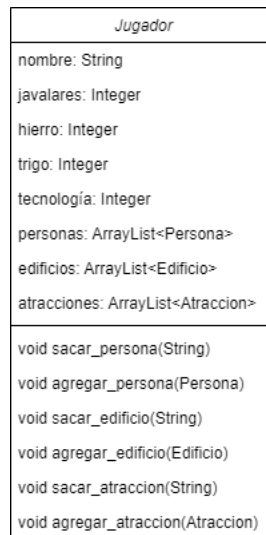 Jugador
nombre: String
javalares: Integer
hierro: Integer
trigo: Integer
tecnología: Integer
personas: ArrayList<Persona>
edificios: ArrayList<Edificio>
atracciones: ArrayList<Atraccion>
void sacar_persona(String)
void agregar_persona(Persona)
void sacar_edificio(String)
void agregar_edificio(Edificio)
void sacar_atraccion(String)
void agregar_atraccion(Atraccion)